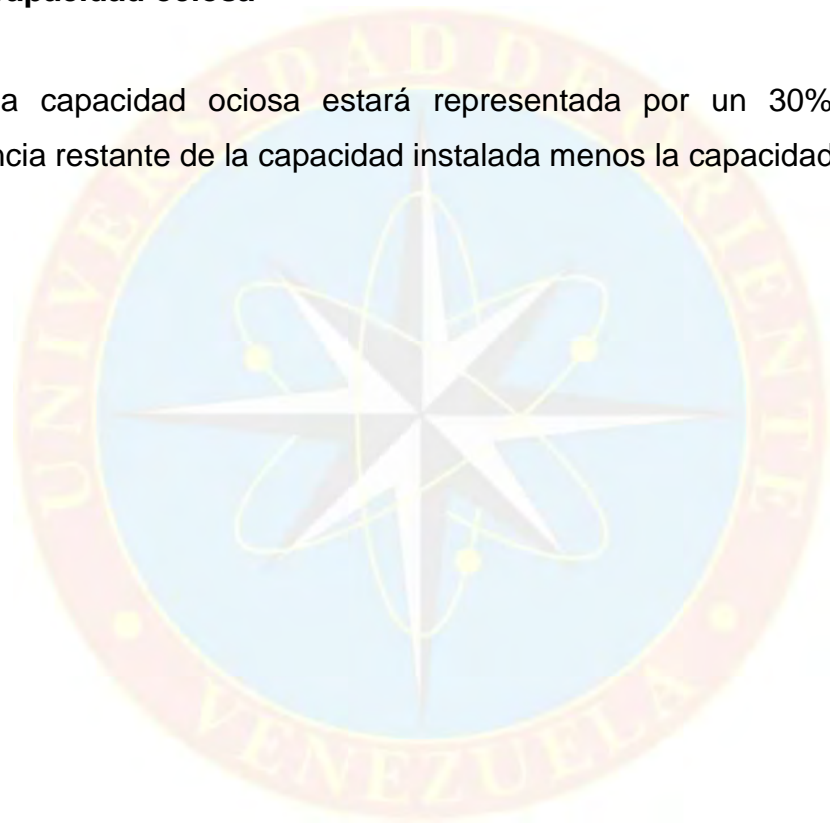 capacidad ociosa
a capacidad ociosa estará representada por un 30%
ncia restante de la capacidad instalada menos la capacidad
UNIVERSIDAD DE ORIENTE
VENEZUELA